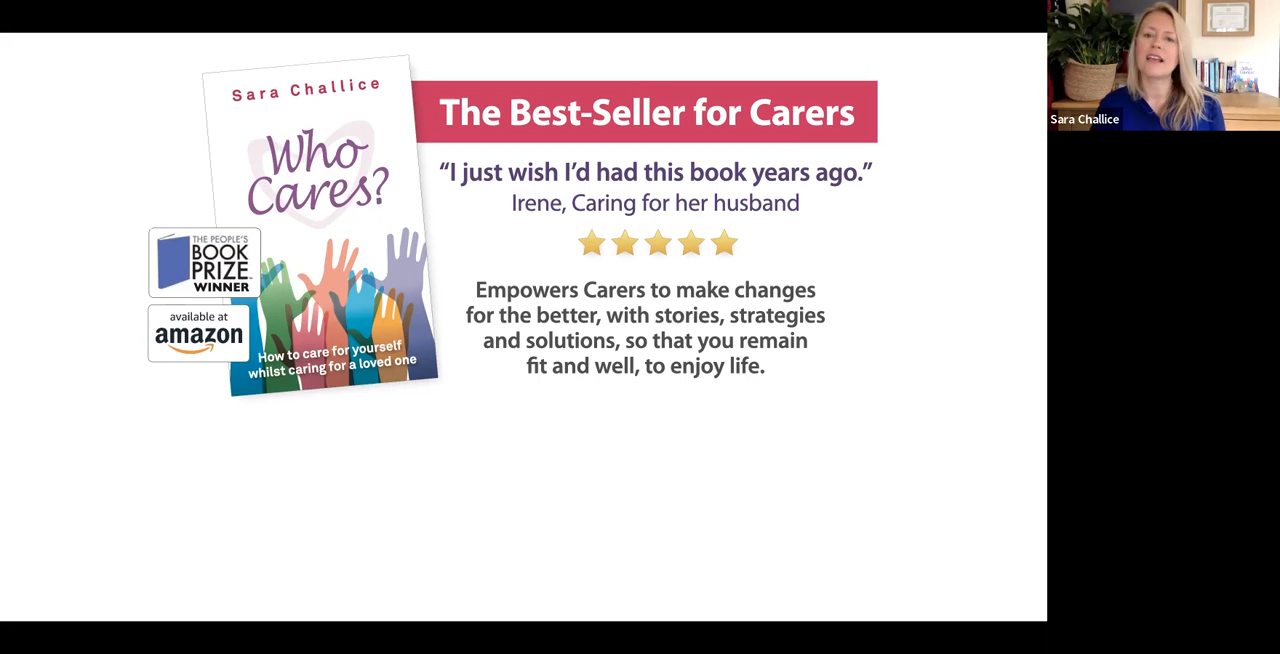 Sara Challice
Who
Cares?
THE PEOPLE'S
BOOK
PRIZE
WINNER
available at
amazon
How to care for yourself
whilst caring for a loved one
The Best-Seller for Carers
“I just wish I’d had this book years ago.”
Irene, Caring for her husband
Empowers Carers to make changes
for the better, with stories, strategies
and solutions, so that you remain
fit and well, to enjoy life.
Sara Challice